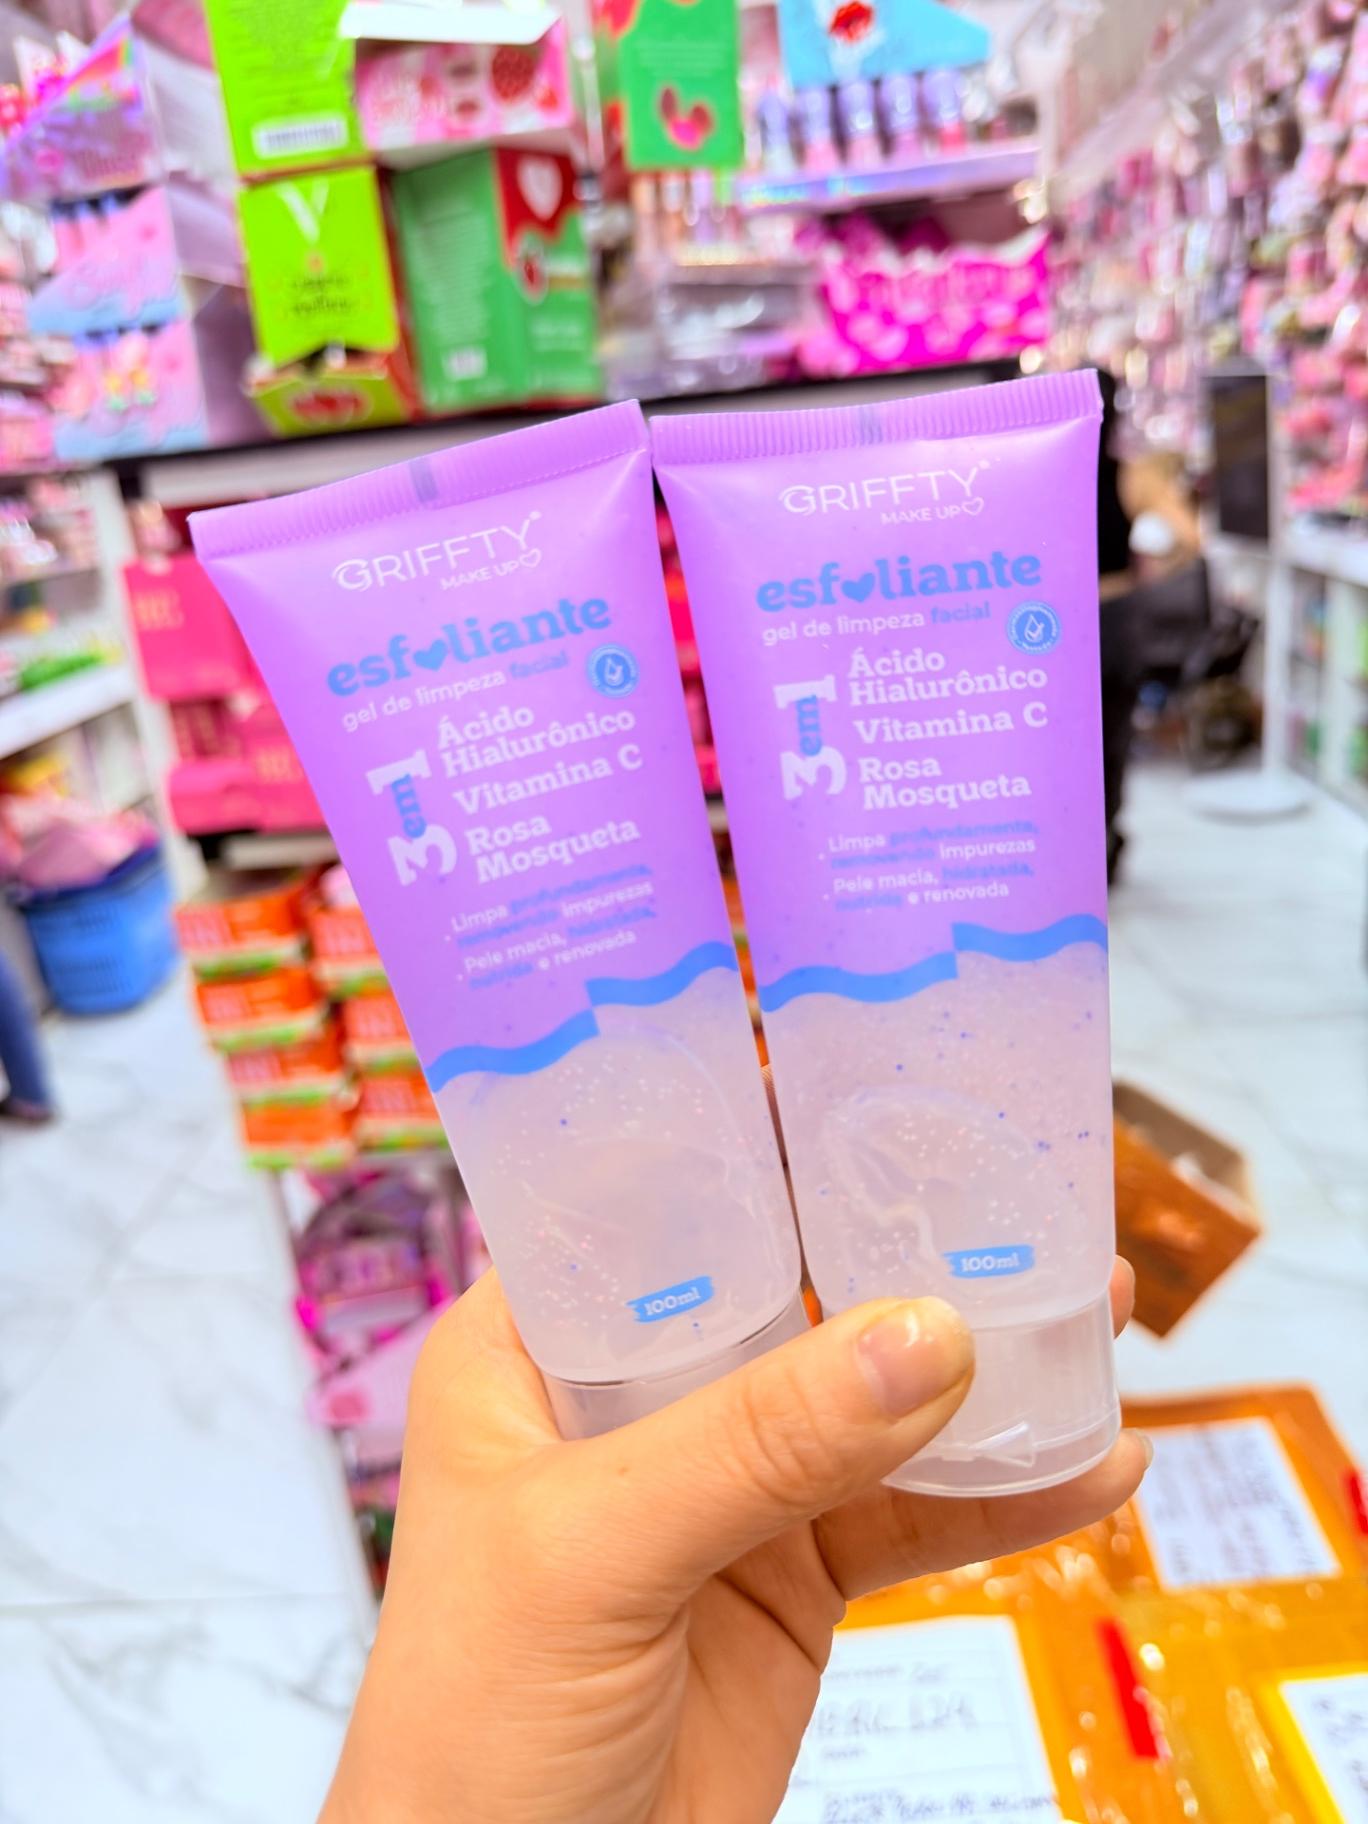 GRIFFTY
MAKE UP
esfoliante
gel de limpeza facial
3 em 1
Ácido
Hialurônico
Vitamina C
Rosa
Mosqueta
• Limpa profundamente,
removendo impurezas
• Pele macia, hidratada,
nutrida e renovada
100ml
GRIFFTY
MAKE UP
esfoliante
gel de limpeza facial
3 em 1
Ácido
Hialurônico
Vitamina C
Rosa
Mosqueta
• Limpa profundamente,
removendo impurezas
• Pele macia, hidratada,
nutrida e renovada
100ml